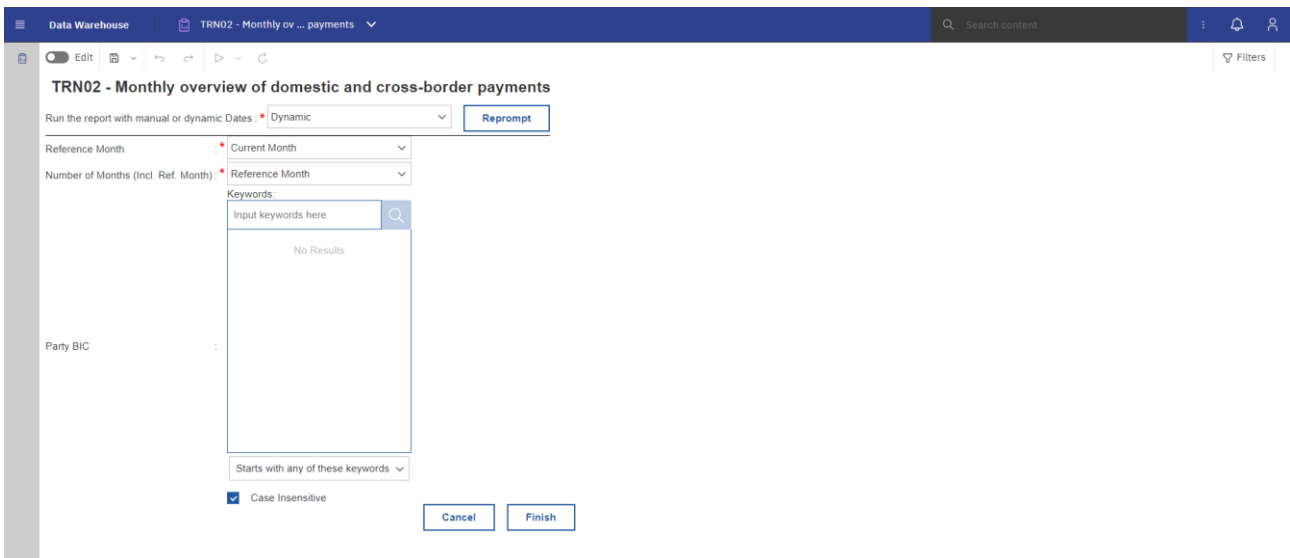 Data Warehouse TRN02 - Monthly ov ... payments Search content
Edit Filters
TRN02 - Monthly overview of domestic and cross-border payments
Run the report with manual or dynamic Dates : * Dynamic Reprompt
Reference Month : * Current Month
Number of Months (Incl. Ref. Month) : * Reference Month
Keywords:
Input keywords here
No Results
Party BIC :
Starts with any of these keywords
Case Insensitive
Cancel Finish